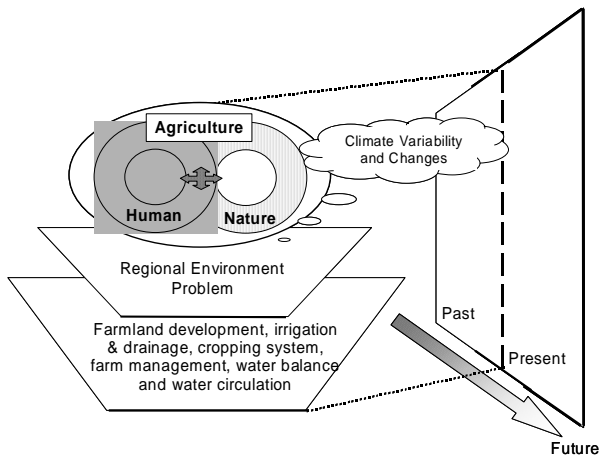 Agriculture
Climate Variability
and Changes
Human
Nature
Regional Environment
Problem
Farmland development, irrigation
& drainage, cropping system,
farm management, water balance
and water circulation
Past
Present
Future